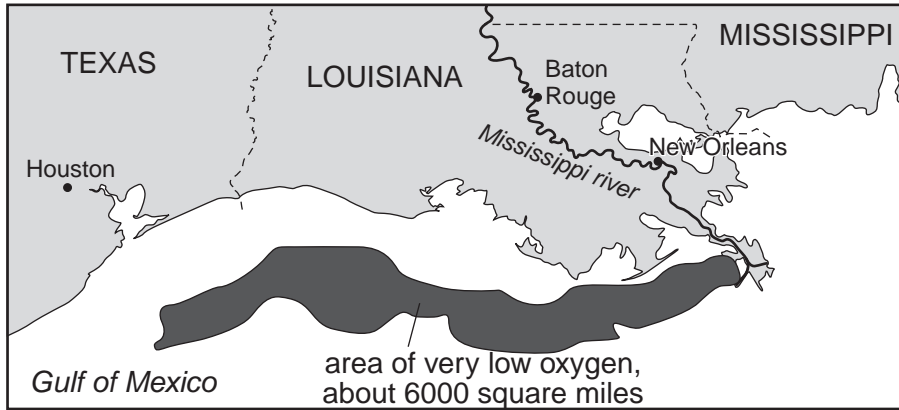 TEXAS
LOUISIANA
MISSISSIPPI
Baton
Rouge
New Orleans
Mississippi river
Houston
area of very low oxygen,
about 6000 square miles
Gulf of Mexico